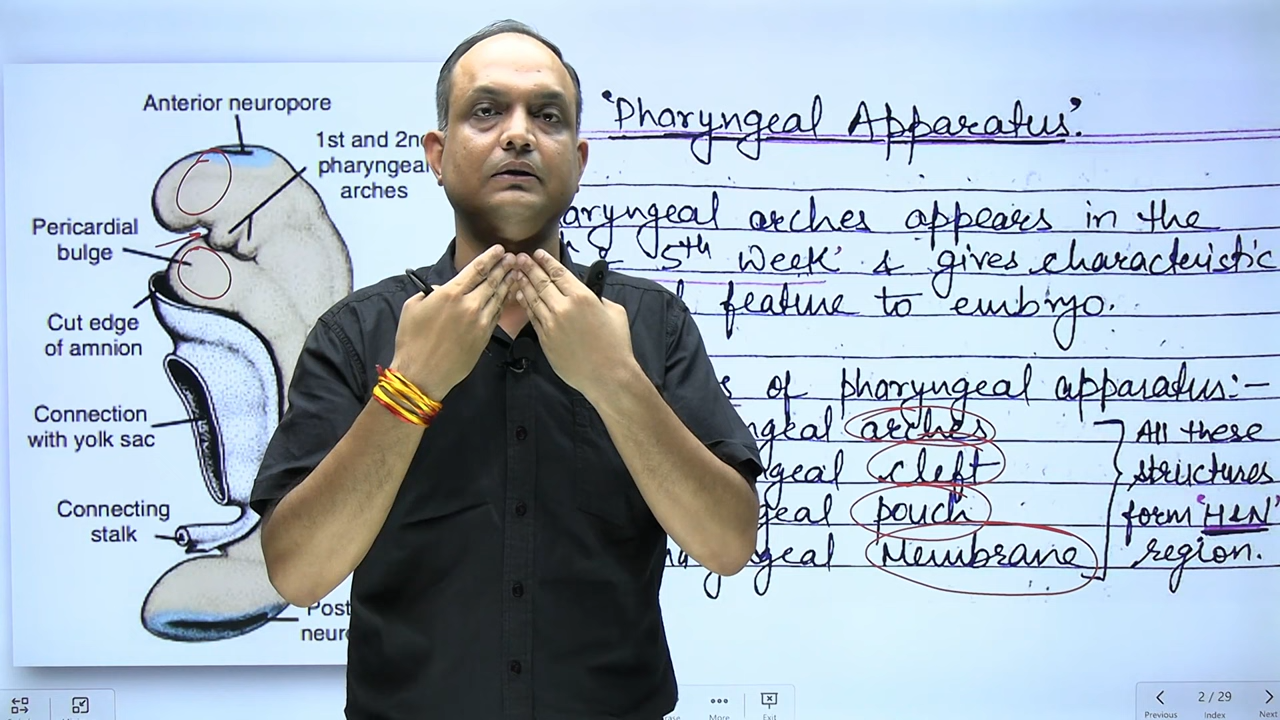 Anterior neuropore
1st and 2nd
pharyngeal
arches
Pericardial
bulge
Cut edge
of amnion
Connection
with yolk sac
Connecting
stalk
Post
neuro
'Pharyngeal Apparatus'.
aryngeal arches appears in the
5th Week' & gives characteristic
feature to embryo.
s of pharyngeal apparatus:-
ngeal arches
geal cleft
geal pouch
yngeal Membrane
All these
structures
form 'H&N'
region.
More
Exit
Previous
2 / 29
Index
Next